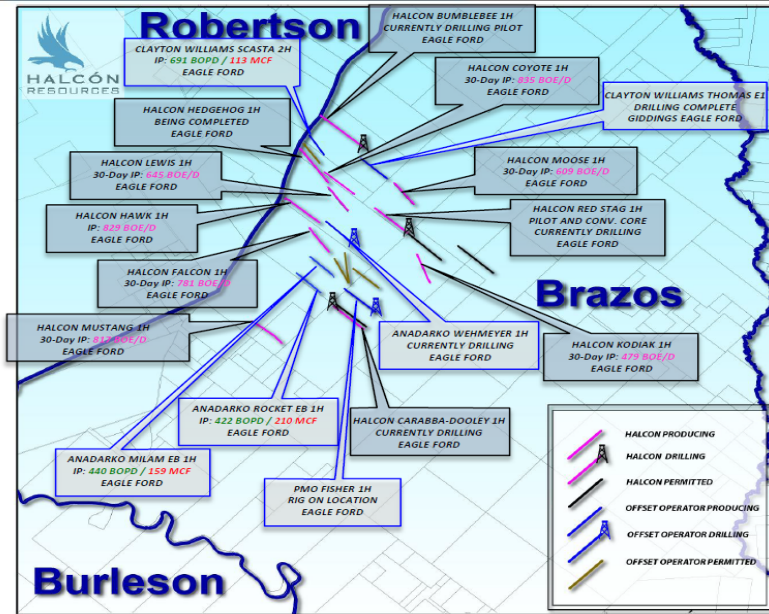 Robertson
HALCÓN
RESOURCES
CLAYTON WILLIAMS SCASTA 2H
IP: 691 BOPD / 113 MCF
EAGLE FORD
HALCON BUMBLEBEE 1H
CURRENTLY DRILLING PILOT
EAGLE FORD
HALCON COYOTE 1H
30-Day IP: 835 BOE/D
EAGLE FORD
CLAYTON WILLIAMS THOMAS E1
DRILLING COMPLETE
GIDDINGS EAGLE FORD
HALCON HEDGEHOG 1H
BEING COMPLETED
EAGLE FORD
HALCON LEWIS 1H
30-Day IP: 645 BOE/D
EAGLE FORD
HALCON MOOSE 1H
30-Day IP: 609 BOE/D
EAGLE FORD
HALCON HAWK 1H
IP: 829 BOE/D
EAGLE FORD
HALCON RED STAG 1H
PILOT AND CONV. CORE
CURRENTLY DRILLING
EAGLE FORD
HALCON FALCON 1H
30-Day IP: 781 BOE/D
EAGLE FORD
Brazos
HALCON MUSTANG 1H
30-Day IP: BOE/D
EAGLE FORD
ANADARKO WEHMEYER 1H
CURRENTLY DRILLING
EAGLE FORD
HALCON KODIAK 1H
30-Day IP: 479 BOE/D
EAGLE FORD
ANADARKO ROCKET EB 1H
IP: 422 BOPD / 210 MCF
EAGLE FORD
HALCON CARABBA-DOOLEY 1H
CURRENTLY DRILLING
EAGLE FORD
ANADARKO MILAM EB 1H
IP: 440 BOPD / 159 MCF
EAGLE FORD
PMO FISHER 1H
RIG ON LOCATION
EAGLE FORD
HALCON PRODUCING
HALCON DRILLING
HALCON PERMITTED
OFFSET OPERATOR PRODUCING
OFFSET OPERATOR DRILLING
OFFSET OPERATOR PERMITTED
Burleson